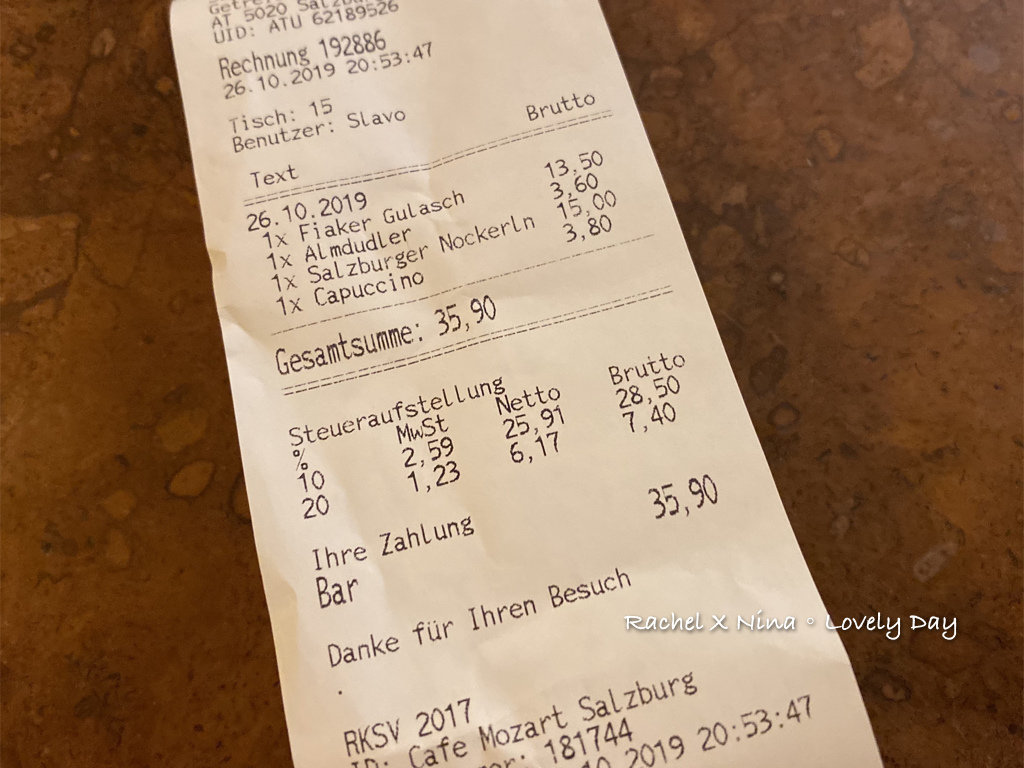 AT 5020 Salzburg
UID: ATU 62189526
Rechnung 192886
26.10.2019 20:53:47
Tisch: 15
Benutzer: Slavo
Text Brutto
26.10.2019
1x Fiaker Gulasch 13,50
1x Almdudler 3,60
1x Salzburger Nockerln 15,00
1x Capuccino 3,80
Gesamtsumme: 35,90
Steueraufstellung
% MwSt Netto Brutto
10 2,59 25,91 28,50
20 1,23 6,17 7,40
Ihre Zahlung
Bar 35,90
Danke für Ihren Besuch
.
RKSV 2017
ID: Cafe Mozart Salzburg
181744
2019 20:53:47
Rachel X Nina ◦ Lovely Day